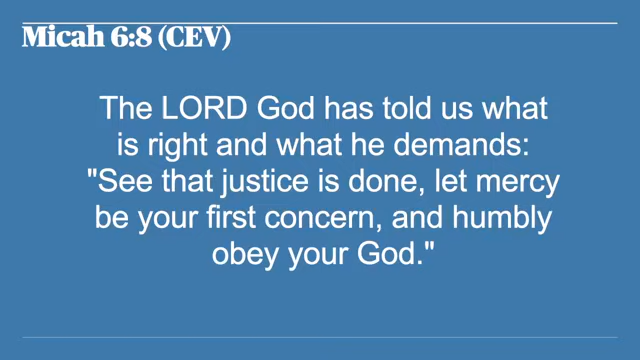 Micah 6:8 (CEV)
The LORD God has told us what
is right and what he demands:
"See that justice is done, let mercy
be your first concern, and humbly
obey your God."